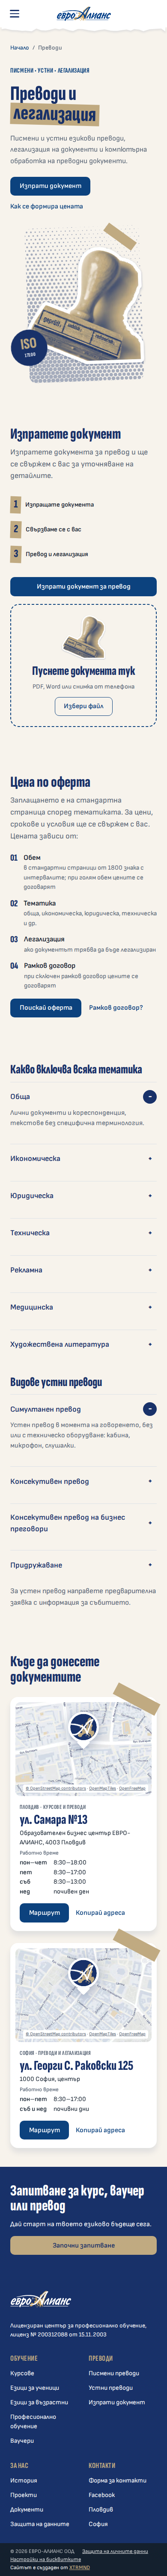 евроАлианс
Начало / Преводи
ПИСМЕНИ • УСТНИ • ЛЕГАЛИЗАЦИЯ
Преводи и
легализация
Писмени и устни езикови преводи,
легализация на документи и компютърна
обработка на преводни документи.
Изпрати документ
Как се формира цената
ISO
17100
Изпратете документ
Изпратете документа за превод и ще
се свържем с вас за уточняване на
детайлите.
1 Изпращате документа
2 Свързваме се с вас
3 Превод и легализация
Изпрати документ за превод
Пуснете документа тук
PDF, Word или снимка от телефона
Избери файл
Цена по оферта
Заплащането е на стандартна
страница според тематиката. За цени,
срокове и условия ще се свържем с вас.
Цената зависи от:
01 Обем
в стандартни страници от 1800 знака с
интервалите; при голям обем цените се
договарят
02 Тематика
обща, икономическа, юридическа, техническа
и др.
03 Легализация
ако документът трябва да бъде легализиран
04 Рамков договор
при сключен рамков договор цените се
договарят
Поискай оферта
Рамков договор?
Какво включва всяка тематика
Обща
Лични документи и кореспонденция,
текстове без специфична терминология.
Икономическа
Юридическа
Техническа
Рекламна
Медицинска
Художествена литература
Видове устни преводи
Симултанен превод
Устен превод в момента на говоренето, без
или с техническо оборудване: кабина,
микрофон, слушалки.
Консекутивен превод
Консекутивен превод на бизнес
преговори
Придружаване
За устен превод направете предварителна
заявка с информация за събитието.
Къде да донесете
документите
© OpenStreetMap contributors OpenMapTiles OpenFreeMap
ПЛОВДИВ · КУРСОВЕ И ПРЕВОДИ
ул. Самара №13
Образователен бизнес център ЕВРО-
АЛИАНС, 4003 Пловдив
Работно време
пон–чет 8:30–18:00
пет 8:30–17:00
съб 8:30–13:00
нед почивен ден
Маршрут
Копирай адреса
© OpenStreetMap contributors OpenMapTiles OpenFreeMap
СОФИЯ · ПРЕВОДИ И ЛЕГАЛИЗАЦИЯ
ул. Георги С. Раковски 125
1000 София, център
Работно време
пон–пет 8:30–17:00
съб и нед почивни дни
Маршрут
Копирай адреса
Запитване за курс, ваучер
или превод
Дай старт на твоето езиково бъдеще сега.
Започни запитване
евроАлианс
Лицензиран център за професионално обучение,
лиценз № 200312088 от 15.11.2003
ОБУЧЕНИЕ
Курсове
Езици за ученици
Езици за възрастни
Професионално
обучение
Ваучери
ПРЕВОДИ
Писмени преводи
Устни преводи
Изпрати документ
ЗА НАС
История
Проекти
Документи
Защита на данните
КОНТАКТИ
Форма за контакти
Facebook
Пловдив
София
© 2026 ЕВРО-АЛИАНС ООД Защита на личните данни
Настройки на бисквитките
Сайтът е създаден от XTRMND